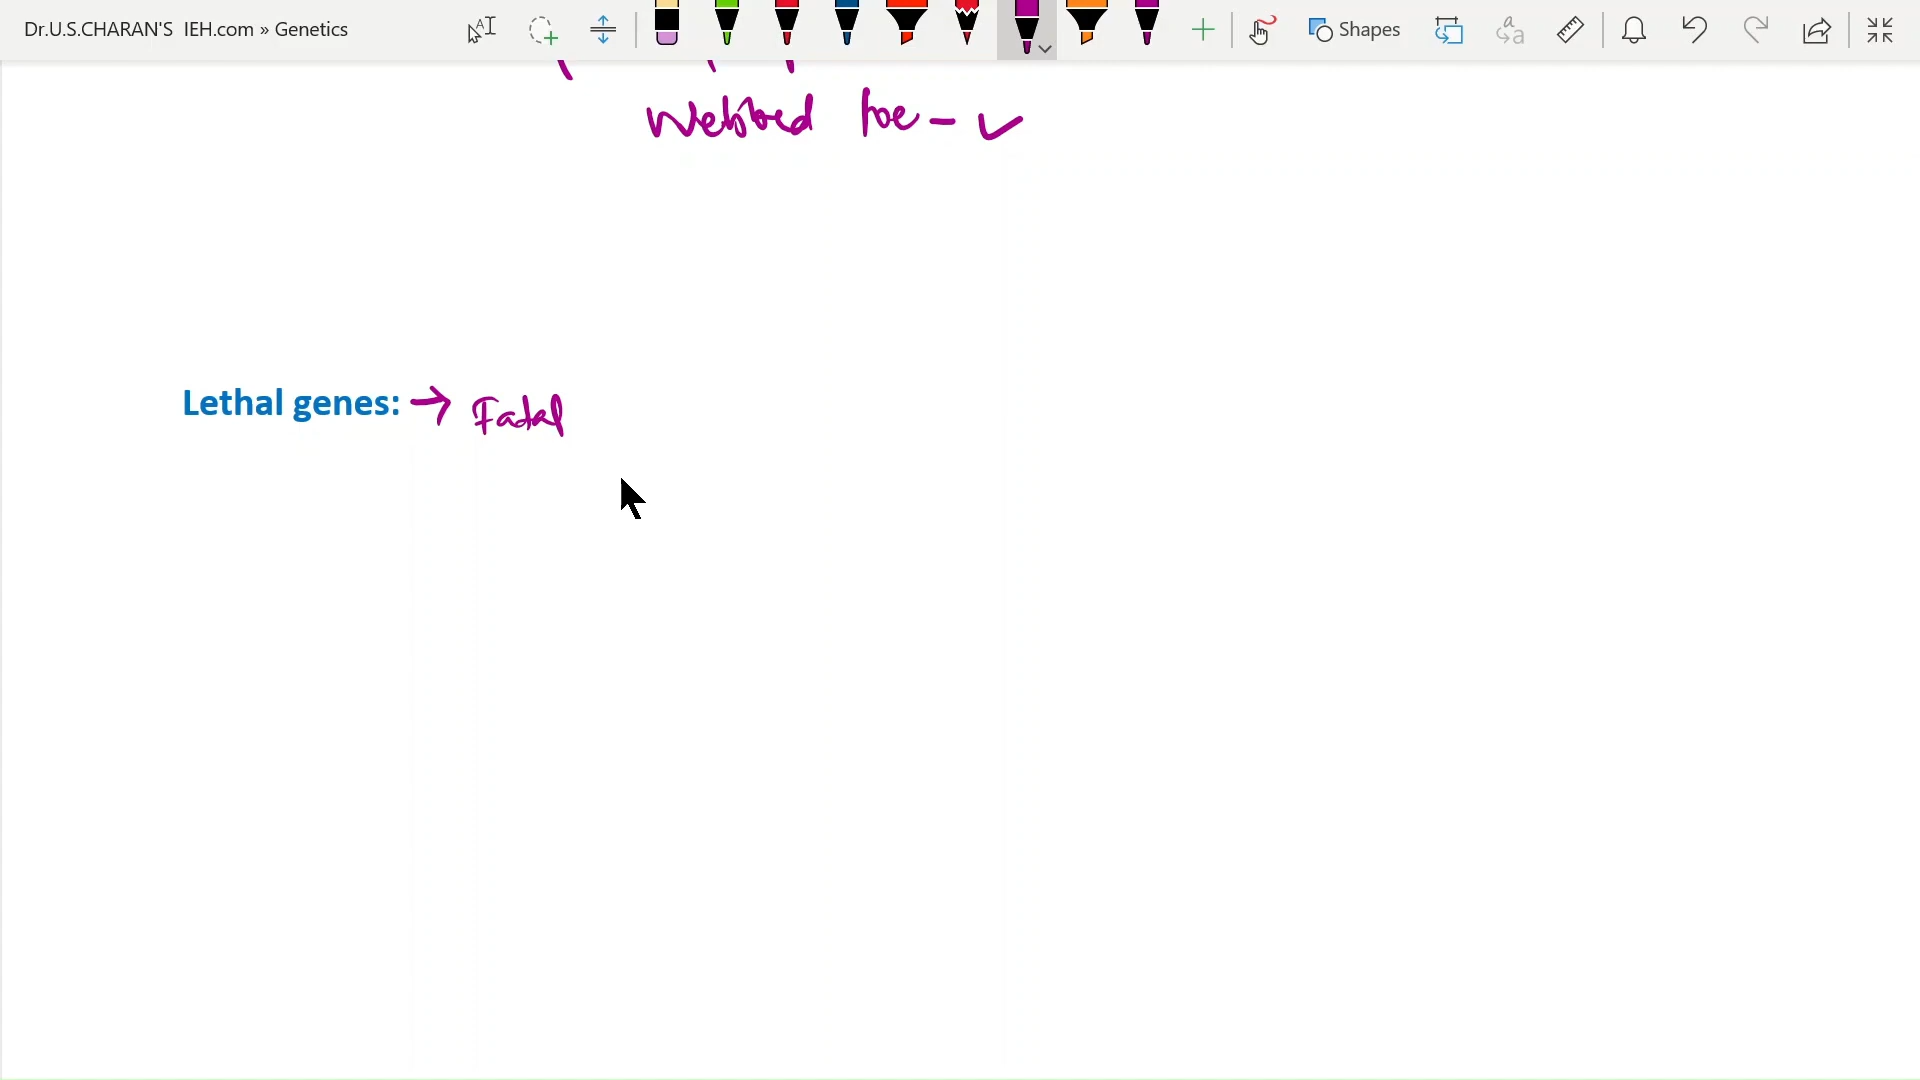 Dr.U.S.CHARAN'S IEH.com » Genetics
Shapes
Webbed toe - ✓
Lethal genes: → Fatal